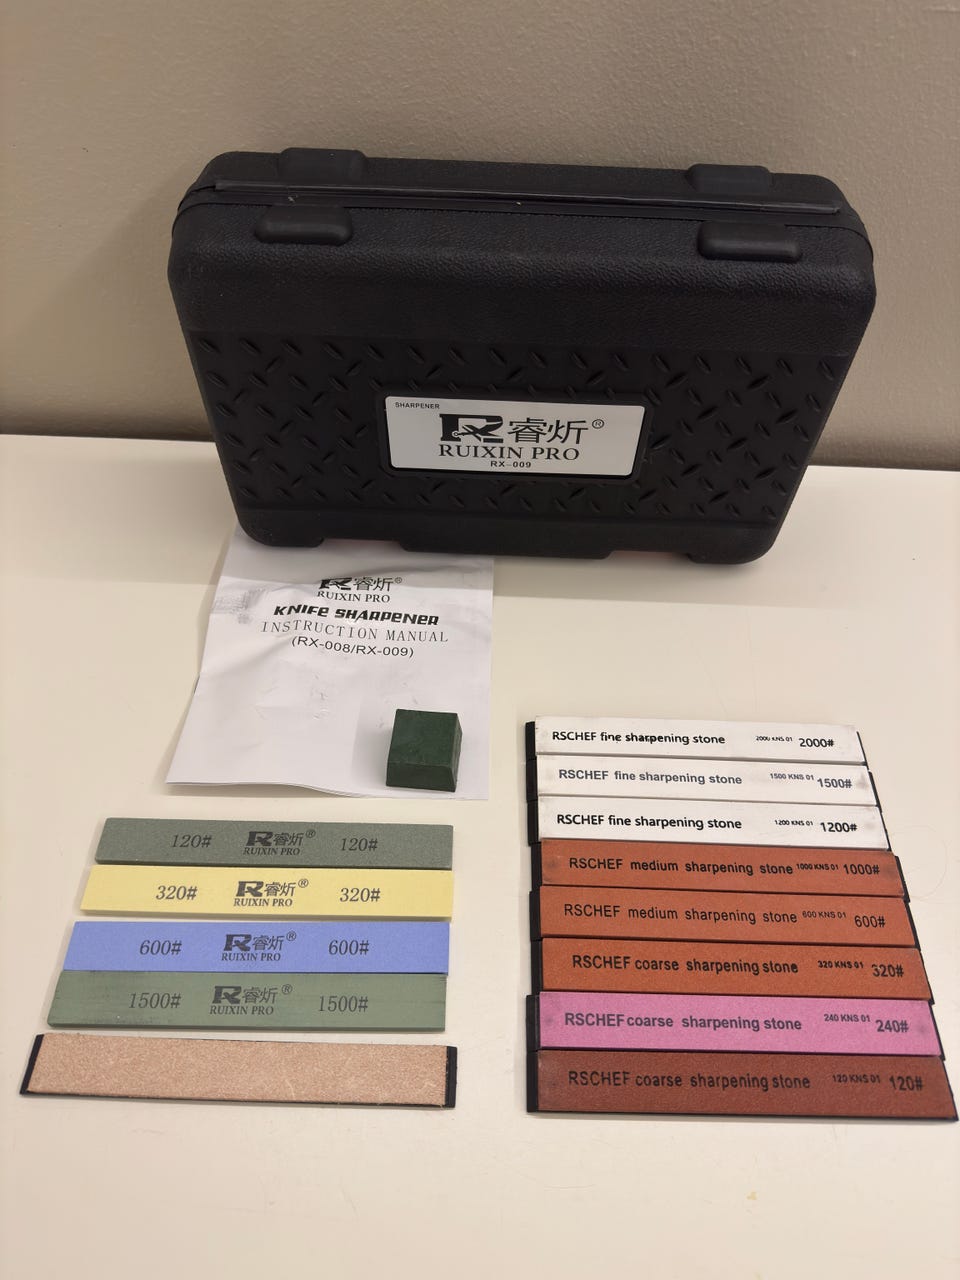 SHARPENER
R 睿炘®
RUIXIN PRO
RX-009
R 睿炘®
RUIXIN PRO
KNIFE SHARPENER
INSTRUCTION MANUAL
(RX-008/RX-009)
120# R 睿炘® 120#
RUIXIN PRO
320# R 睿炘® 320#
RUIXIN PRO
600# R 睿炘® 600#
RUIXIN PRO
1500# R 睿炘® 1500#
RUIXIN PRO
RSCHEF fine sharpening stone 2000 KNS 01 2000#
RSCHEF fine sharpening stone 1500 KNS 01 1500#
RSCHEF fine sharpening stone 1200 KNS 01 1200#
RSCHEF medium sharpening stone 1000 KNS 01 1000#
RSCHEF medium sharpening stone 600 KNS 01 600#
RSCHEF coarse sharpening stone 320 KNS 01 320#
RSCHEF coarse sharpening stone 240 KNS 01 240#
RSCHEF coarse sharpening stone 120 KNS 01 120#